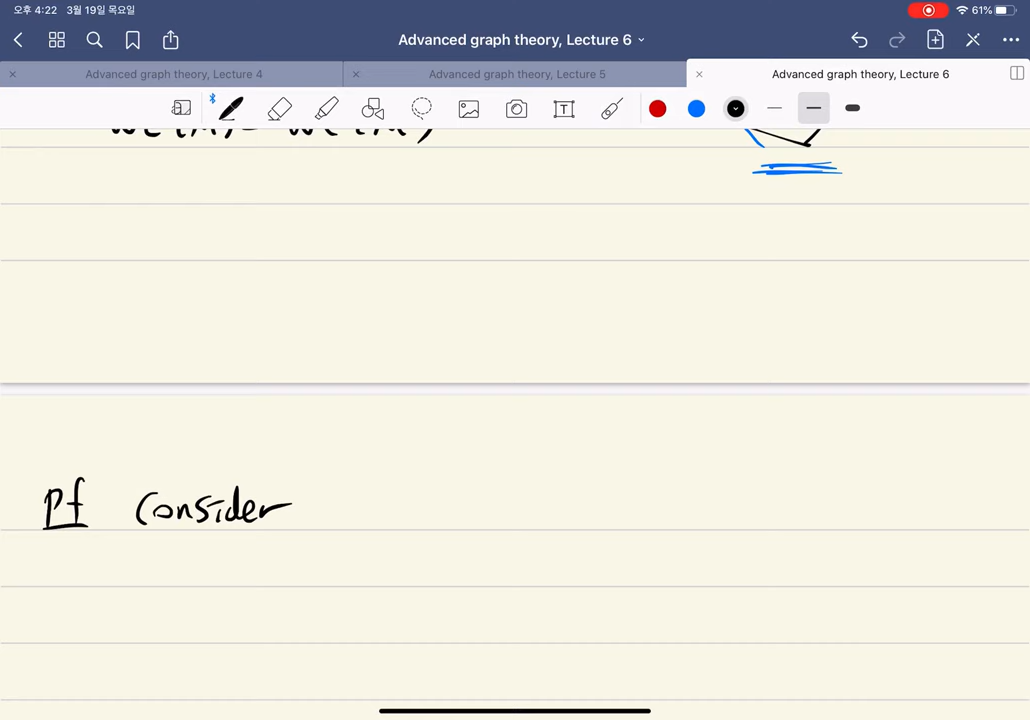 오후 4:22 3월 19일 목요일
61%
Advanced graph theory, Lecture 6
Advanced graph theory, Lecture 4
Advanced graph theory, Lecture 5
Advanced graph theory, Lecture 6
Pf Consider